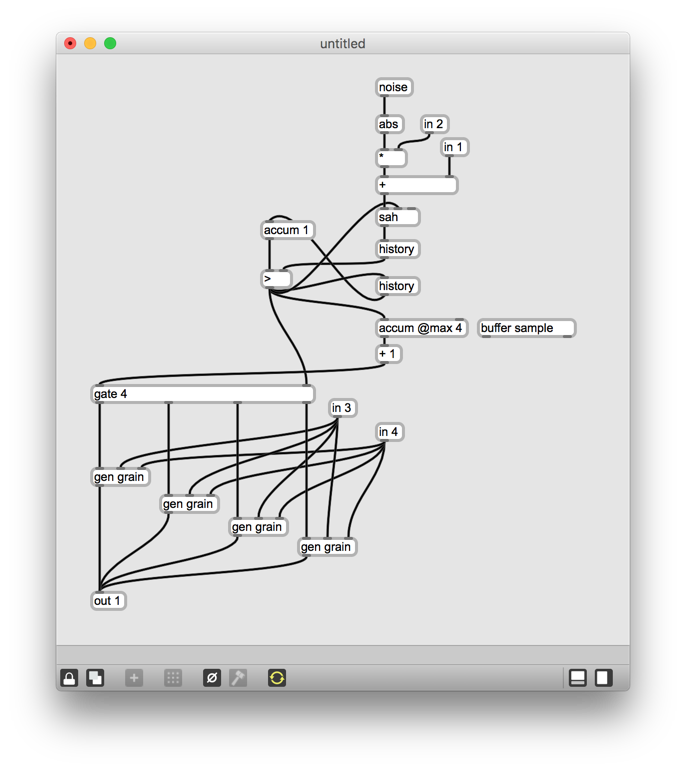 untitled
noise
abs
in 2
*
in 1
+
sah
accum 1
history
>
history
accum @max 4
buffer sample
+ 1
gate 4
in 3
in 4
gen grain
gen grain
gen grain
gen grain
out 1